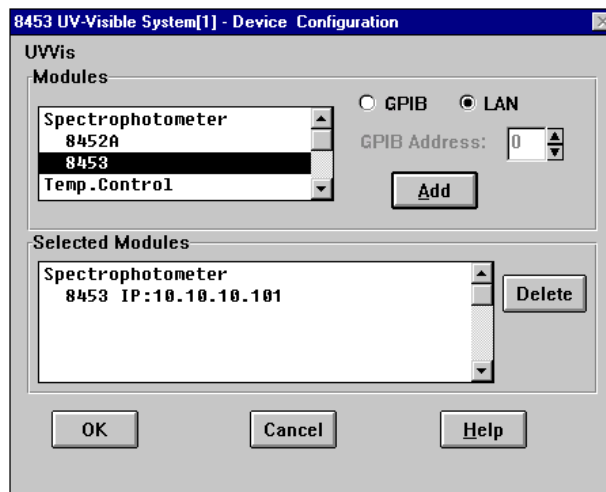 8453 UV-Visible System[1] - Device Configuration
UVVis
Modules
Spectrophotometer
8452A
8453
Temp.Control
GPIB
LAN
GPIB Address:
0
Add
Selected Modules
Spectrophotometer
8453 IP:10.10.10.101
Delete
OK
Cancel
Help